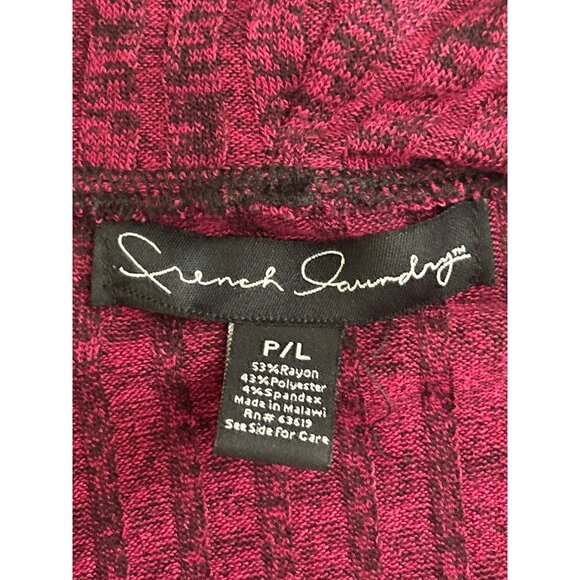 French Laundry™
P/L
53%Rayon
43%Polyester
4%Spandex
Made in Malawi
Rn# 63619
See Side For Care